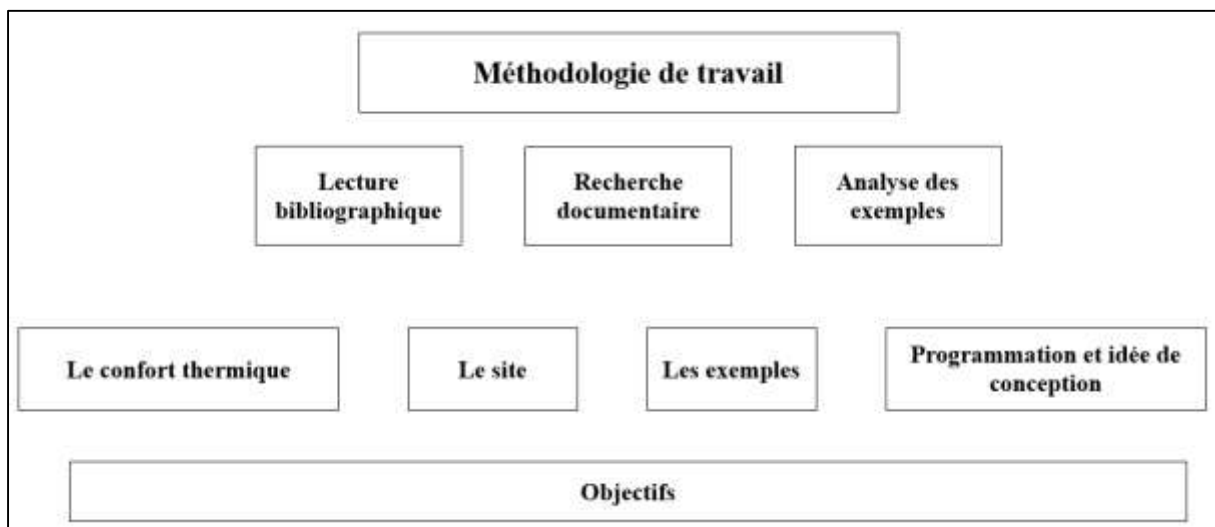 Méthodologie de travail
Lecture
bibliographique
Recherche
documentaire
Analyse des
exemples
Le confort thermique
Le site
Les exemples
Programmation et idée de
conception
Objectifs